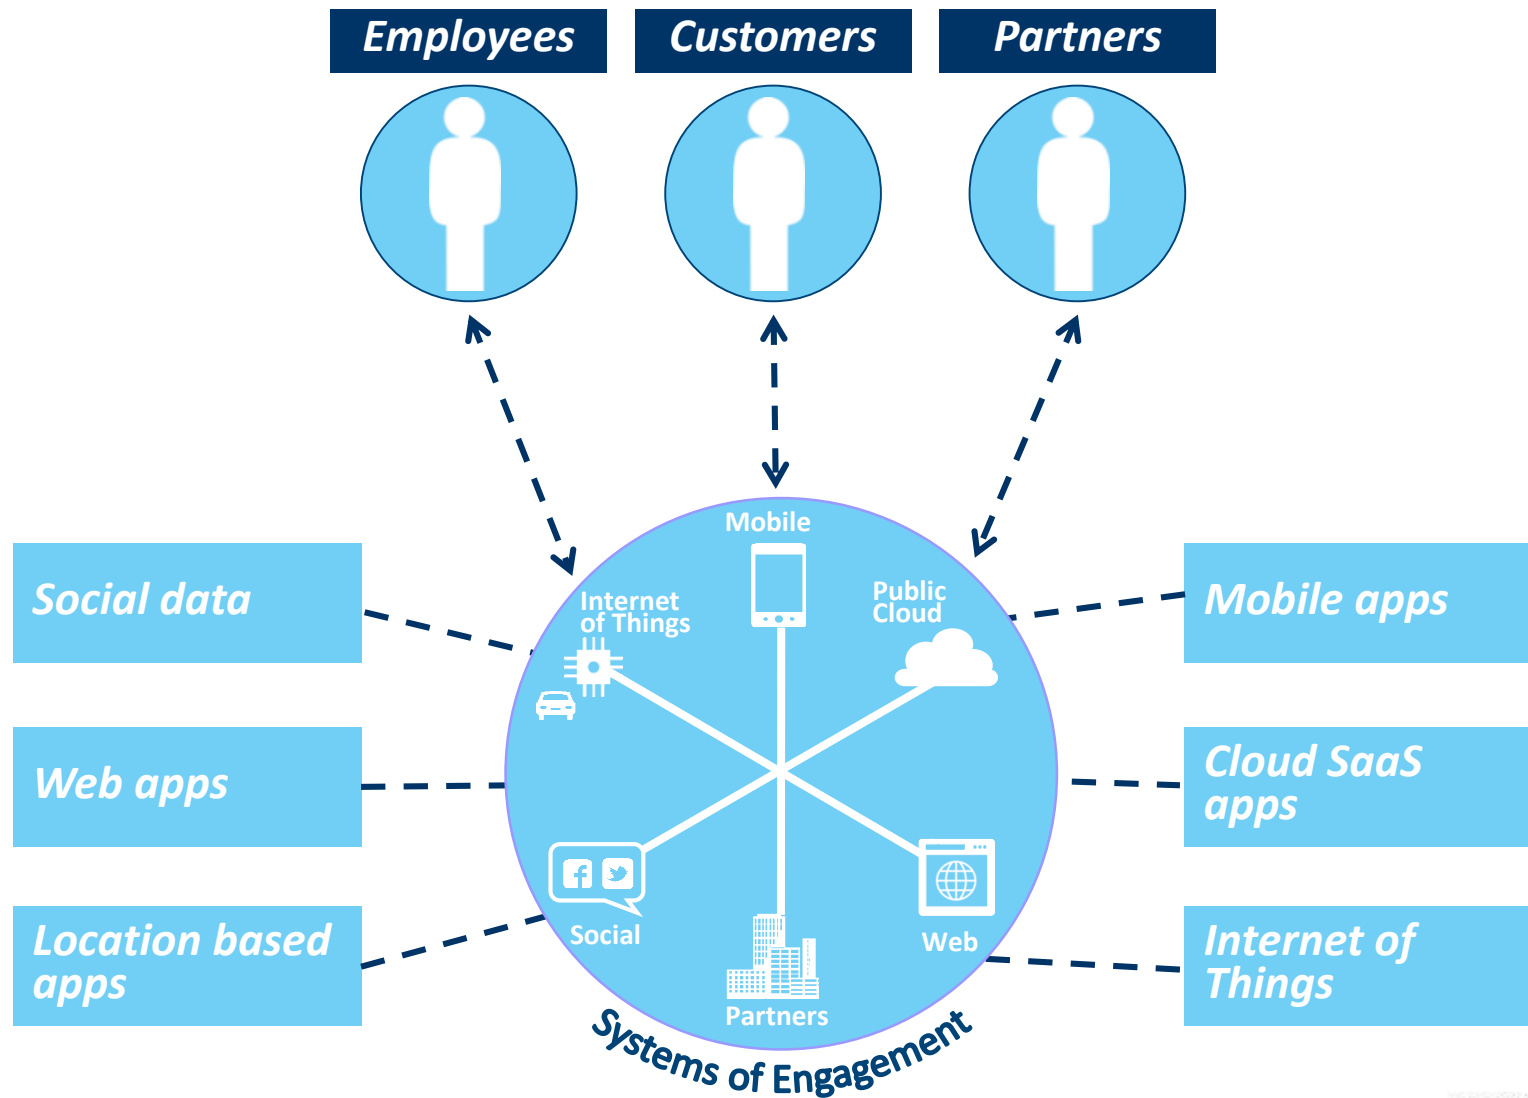 Employees
Customers
Partners
Mobile
Internet
of Things
Public
Cloud
Social data
Mobile apps
Web apps
Cloud SaaS
apps
Social
Web
Location based
apps
Internet of
Things
Partners
Systems of Engagement